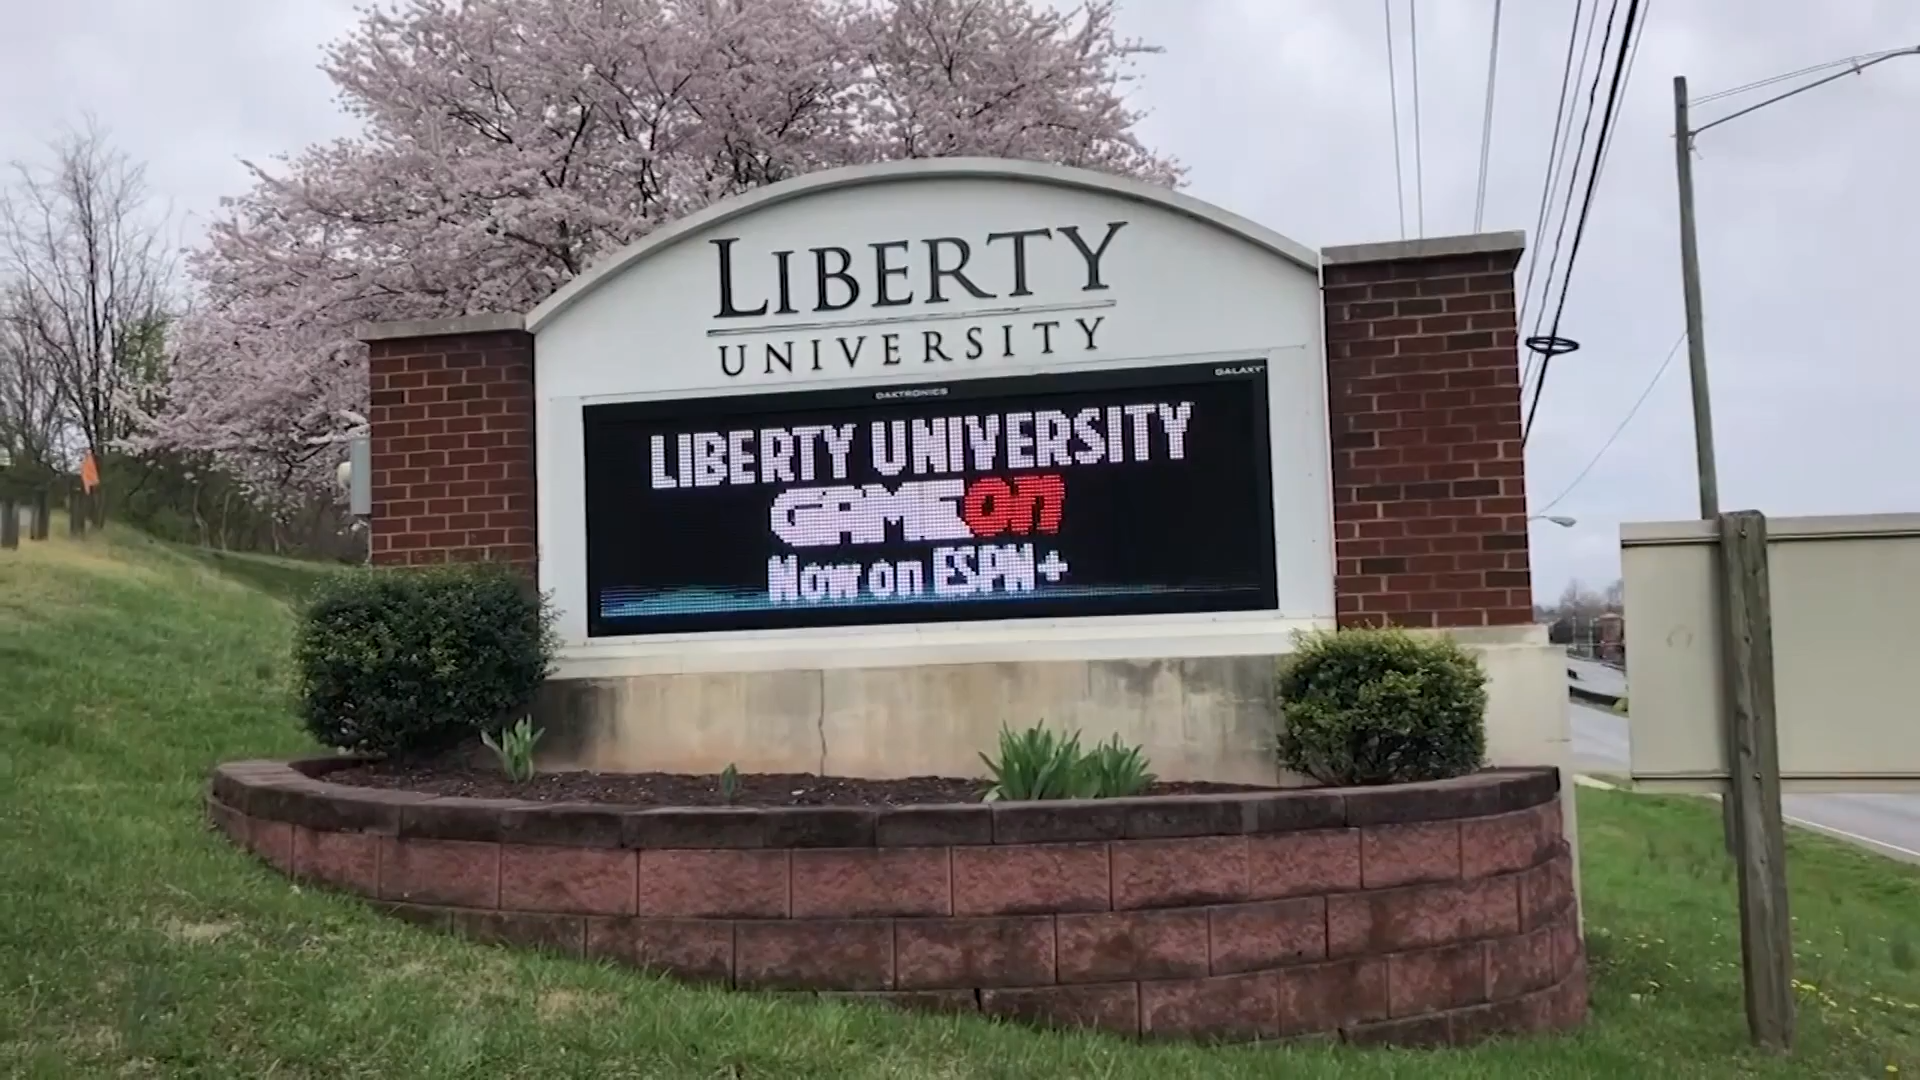 LIBERTY
UNIVERSITY
DAKTRONICS
GALAXY
LIBERTY UNIVERSITY
GAMEON
Now on ESPN+